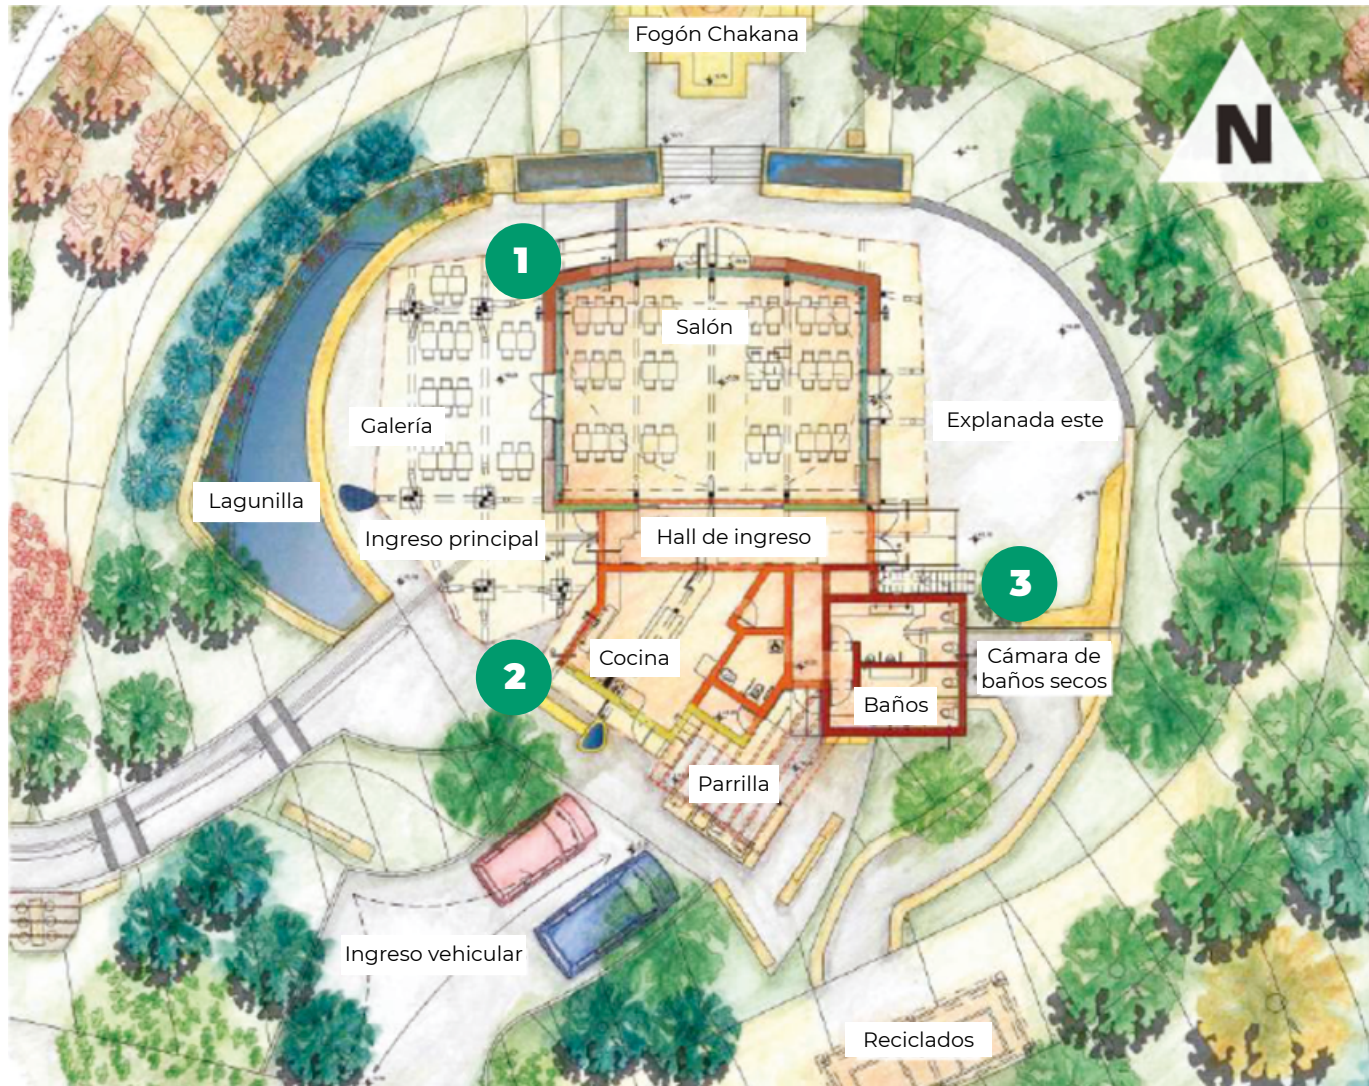 Fogón Chakana
N
1
Salón
Galería
Explanada este
Lagunilla
Ingreso principal
Hall de ingreso
3
2
Cocina
Cámara de
baños secos
Baños
Parrilla
Ingreso vehicular
Reciclados